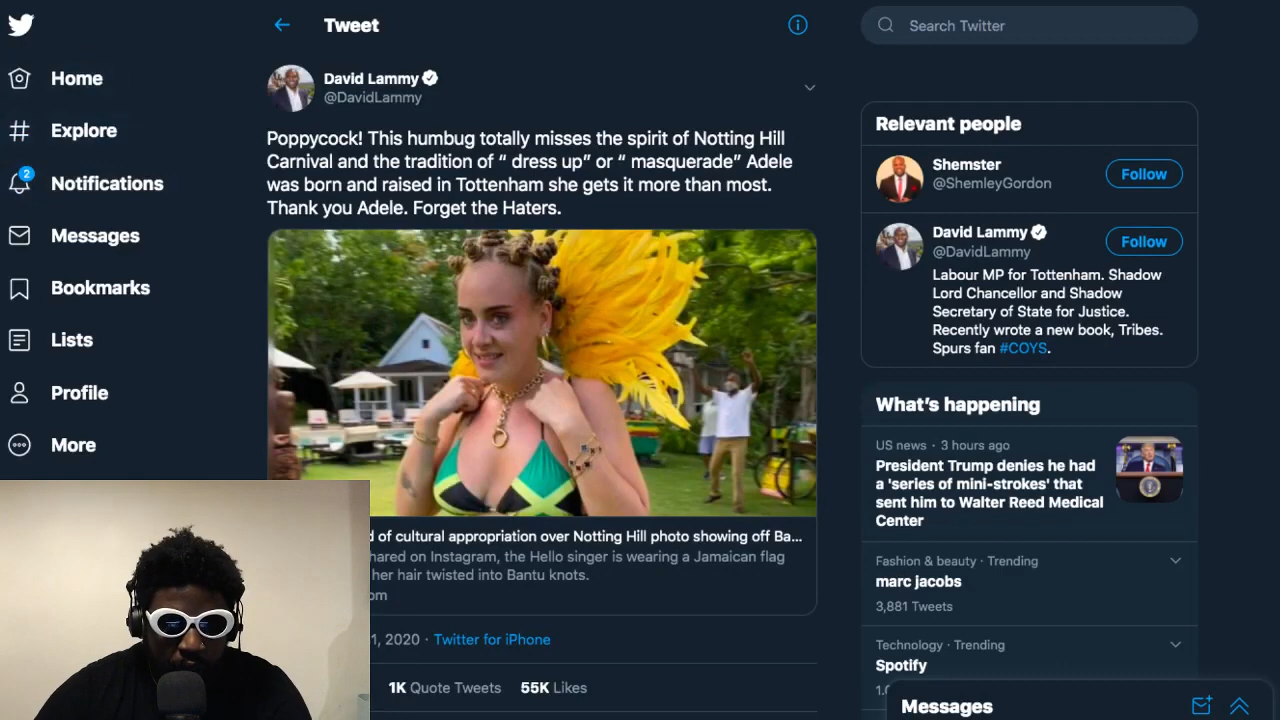 Home
Explore
2
Notifications
Messages
Bookmarks
Lists
Profile
More
Tweet
David Lammy
@DavidLammy
Poppycock! This humbug totally misses the spirit of Notting Hill
Carnival and the tradition of “ dress up” or “ masquerade” Adele
was born and raised in Tottenham she gets it more than most.
Thank you Adele. Forget the Haters.
d of cultural appropriation over Notting Hill photo showing off Ba...
hared on Instagram, the Hello singer is wearing a Jamaican flag
her hair twisted into Bantu knots.
om
1, 2020 · Twitter for iPhone
1K Quote Tweets 55K Likes
Search Twitter
Relevant people
Shemster
@ShemleyGordon
Follow
David Lammy
@DavidLammy
Follow
Labour MP for Tottenham. Shadow
Lord Chancellor and Shadow
Secretary of State for Justice.
Recently wrote a new book, Tribes.
Spurs fan #COYS.
What’s happening
US news · 3 hours ago
President Trump denies he had
a 'series of mini-strokes' that
sent him to Walter Reed Medical
Center
Fashion & beauty · Trending
marc jacobs
3,881 Tweets
Technology · Trending
Spotify
Messages